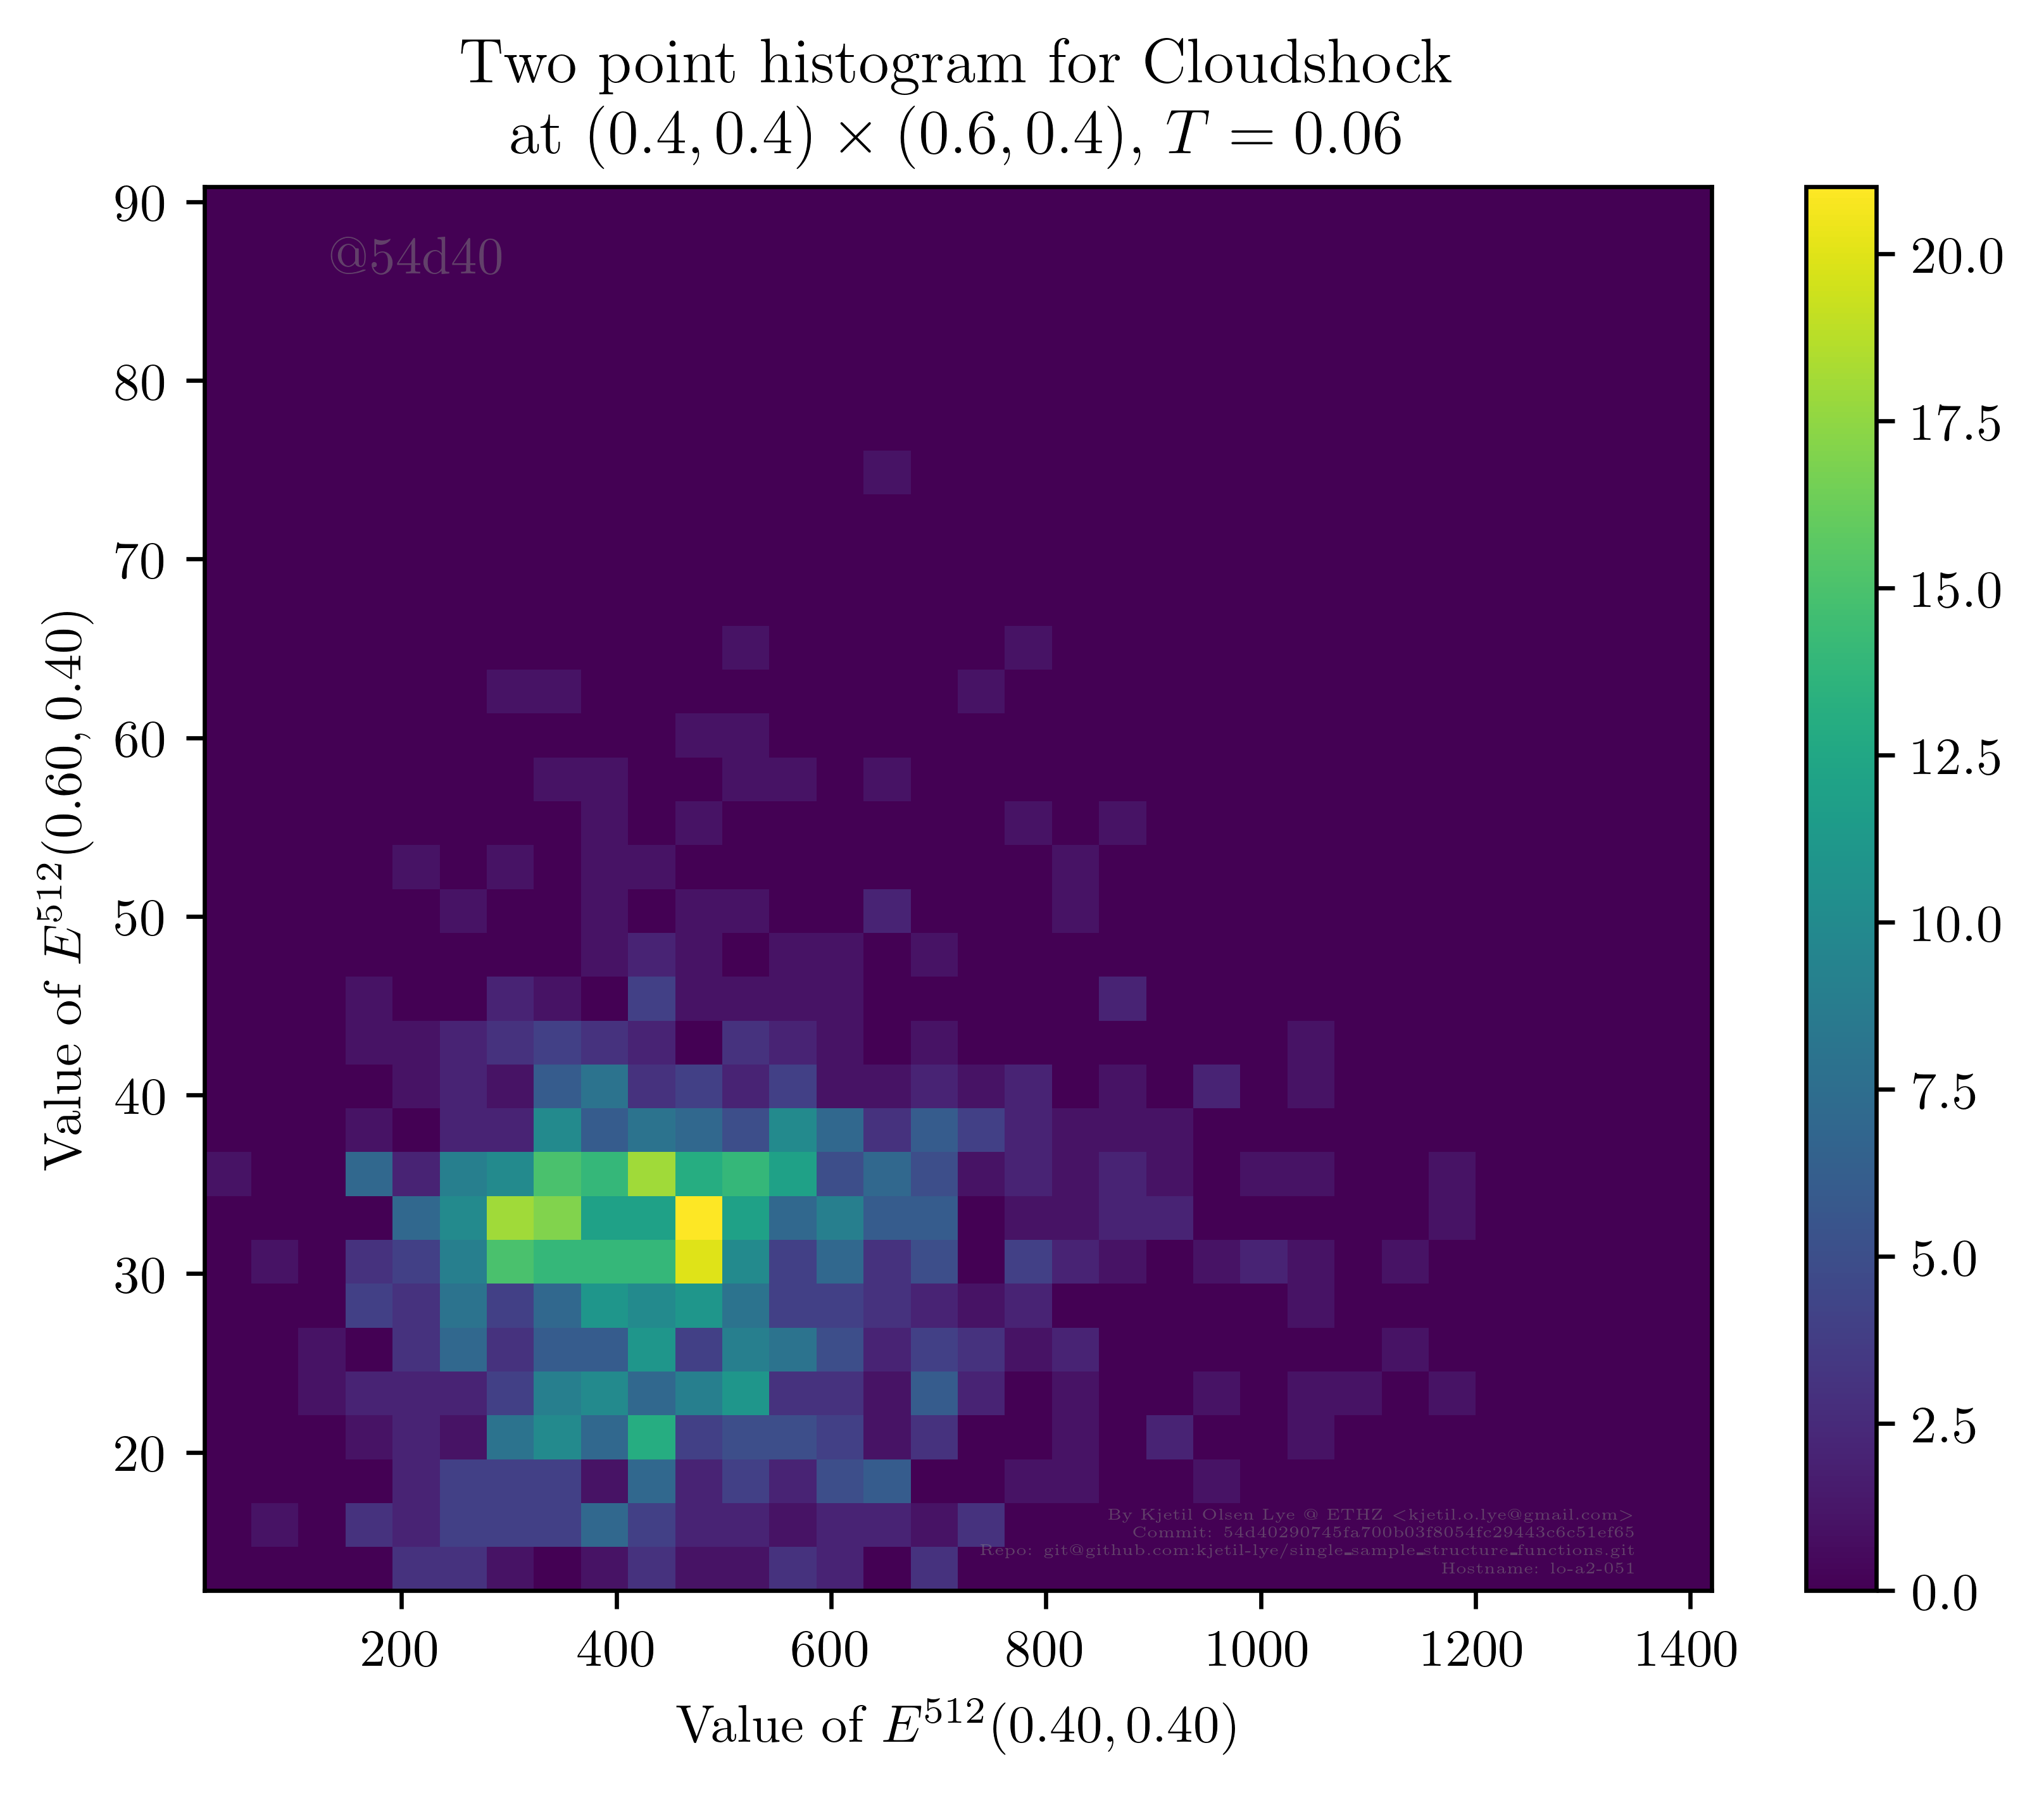 Two point histogram for Cloudshock
at (0.4, 0.4) × (0.6, 0.4), T = 0.06
90
80
70
60
50
40
30
20
Value of E^512(0.60, 0.40)
@54d40
By Kjetil Olsen Lye @ ETHZ <kjetil.o.lye@gmail.com>
Commit: 54d40290745fa700b03f8054fc29443c6c51ef65
Repo: git@github.com:kjetil-lye/single_sample_structure_functions.git
Hostname: lo-a2-051
200 400 600 800 1000 1200 1400
Value of E^512(0.40, 0.40)
20.0
17.5
15.0
12.5
10.0
7.5
5.0
2.5
0.0